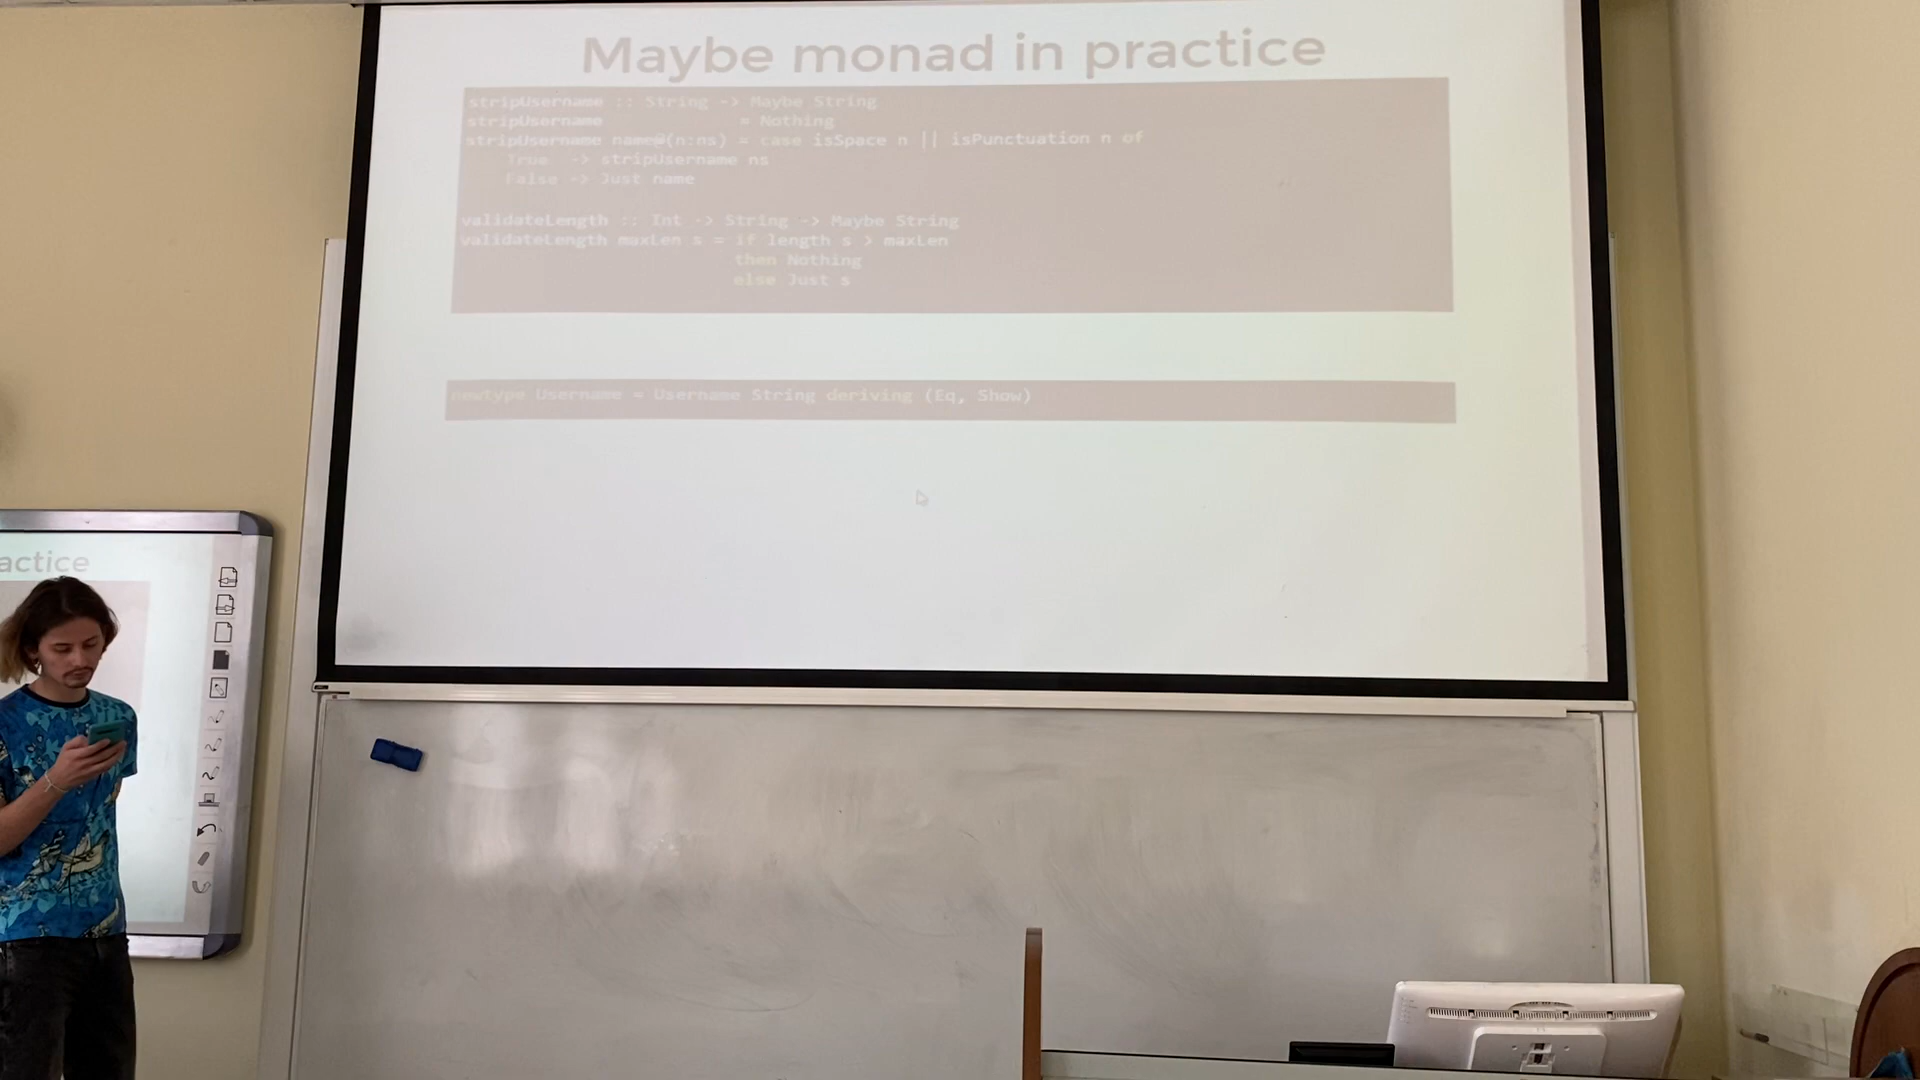 Maybe monad in practice
stripUsername :: String -> Maybe String
stripUsername = Nothing
stripUsername name@(n:ns) = case isSpace n || isPunctuation n of
True -> stripUsername ns
False -> Just name
validateLength :: Int -> String -> Maybe String
validateLength maxLen s = if length s > maxLen
then Nothing
else Just s
newtype Username = Username String deriving (Eq, Show)
actice